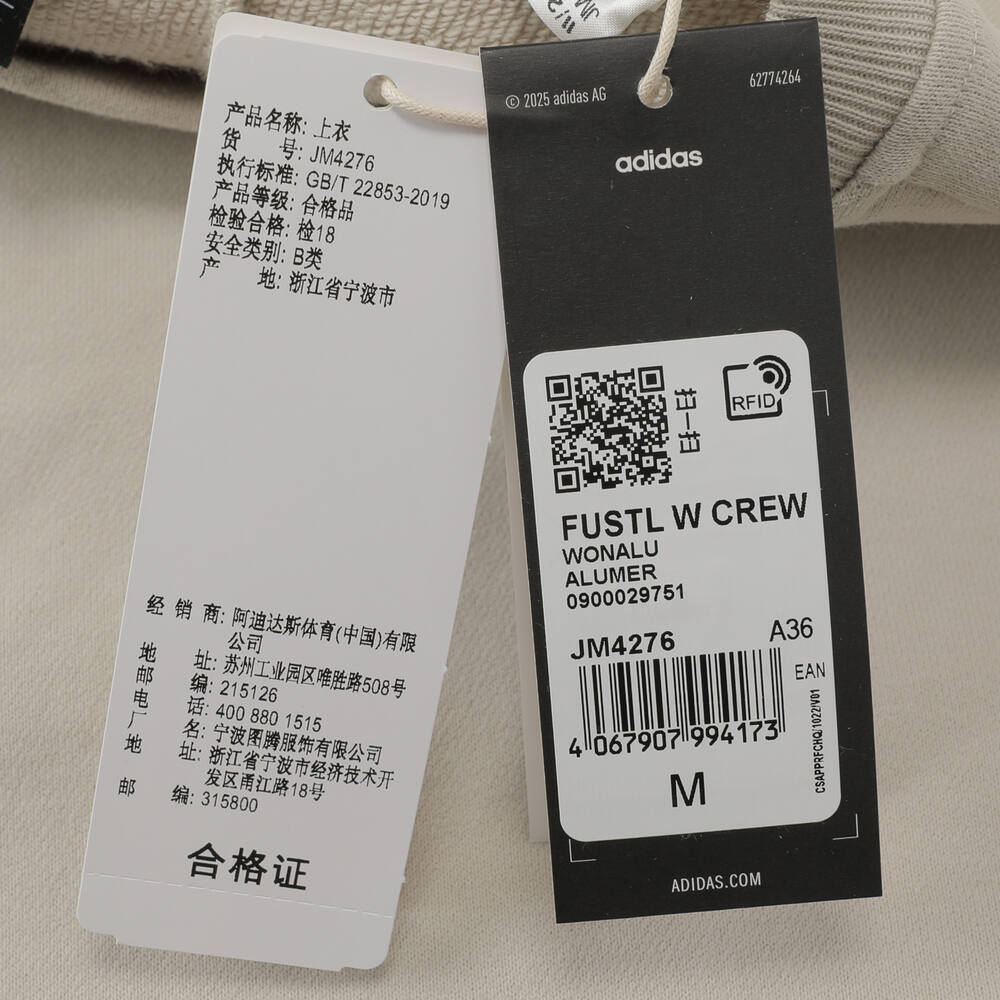 产品名称: 上衣
货 号: JM4276
执行标准: GB/T 22853-2019
产品等级: 合格品
检验合格: 检18
安全类别: B类
产 地: 浙江省宁波市
经 销 商: 阿迪达斯体育(中国)有限
公司
地 址: 苏州工业园区唯胜路508号
邮 编: 215126
电 话: 400 880 1515
厂 名: 宁波图腾服饰有限公司
地 址: 浙江省宁波市经济技术开
发区甬江路18号
邮 编: 315800
合格证
© 2025 adidas AG
62774264
adidas
扫一扫
RFID
FUSTL W CREW
WONALU
ALUMER
0900029751
JM4276
A36
EAN
4 067907 994173
M
CSAPPRFCHQ/1022/V01
ADIDAS.COM